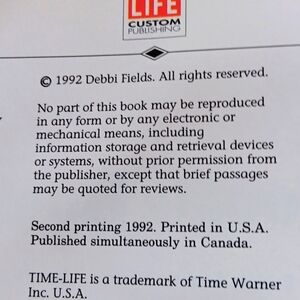 LIFE
CUSTOM
PUBLISHING
© 1992 Debbi Fields. All rights reserved.
No part of this book may be reproduced
in any form or by any electronic or
mechanical means, including
information storage and retrieval devices
or systems, without prior permission from
the publisher, except that brief passages
may be quoted for reviews.
Second printing 1992. Printed in U.S.A.
Published simultaneously in Canada.
TIME-LIFE is a trademark of Time Warner
Inc. U.S.A.